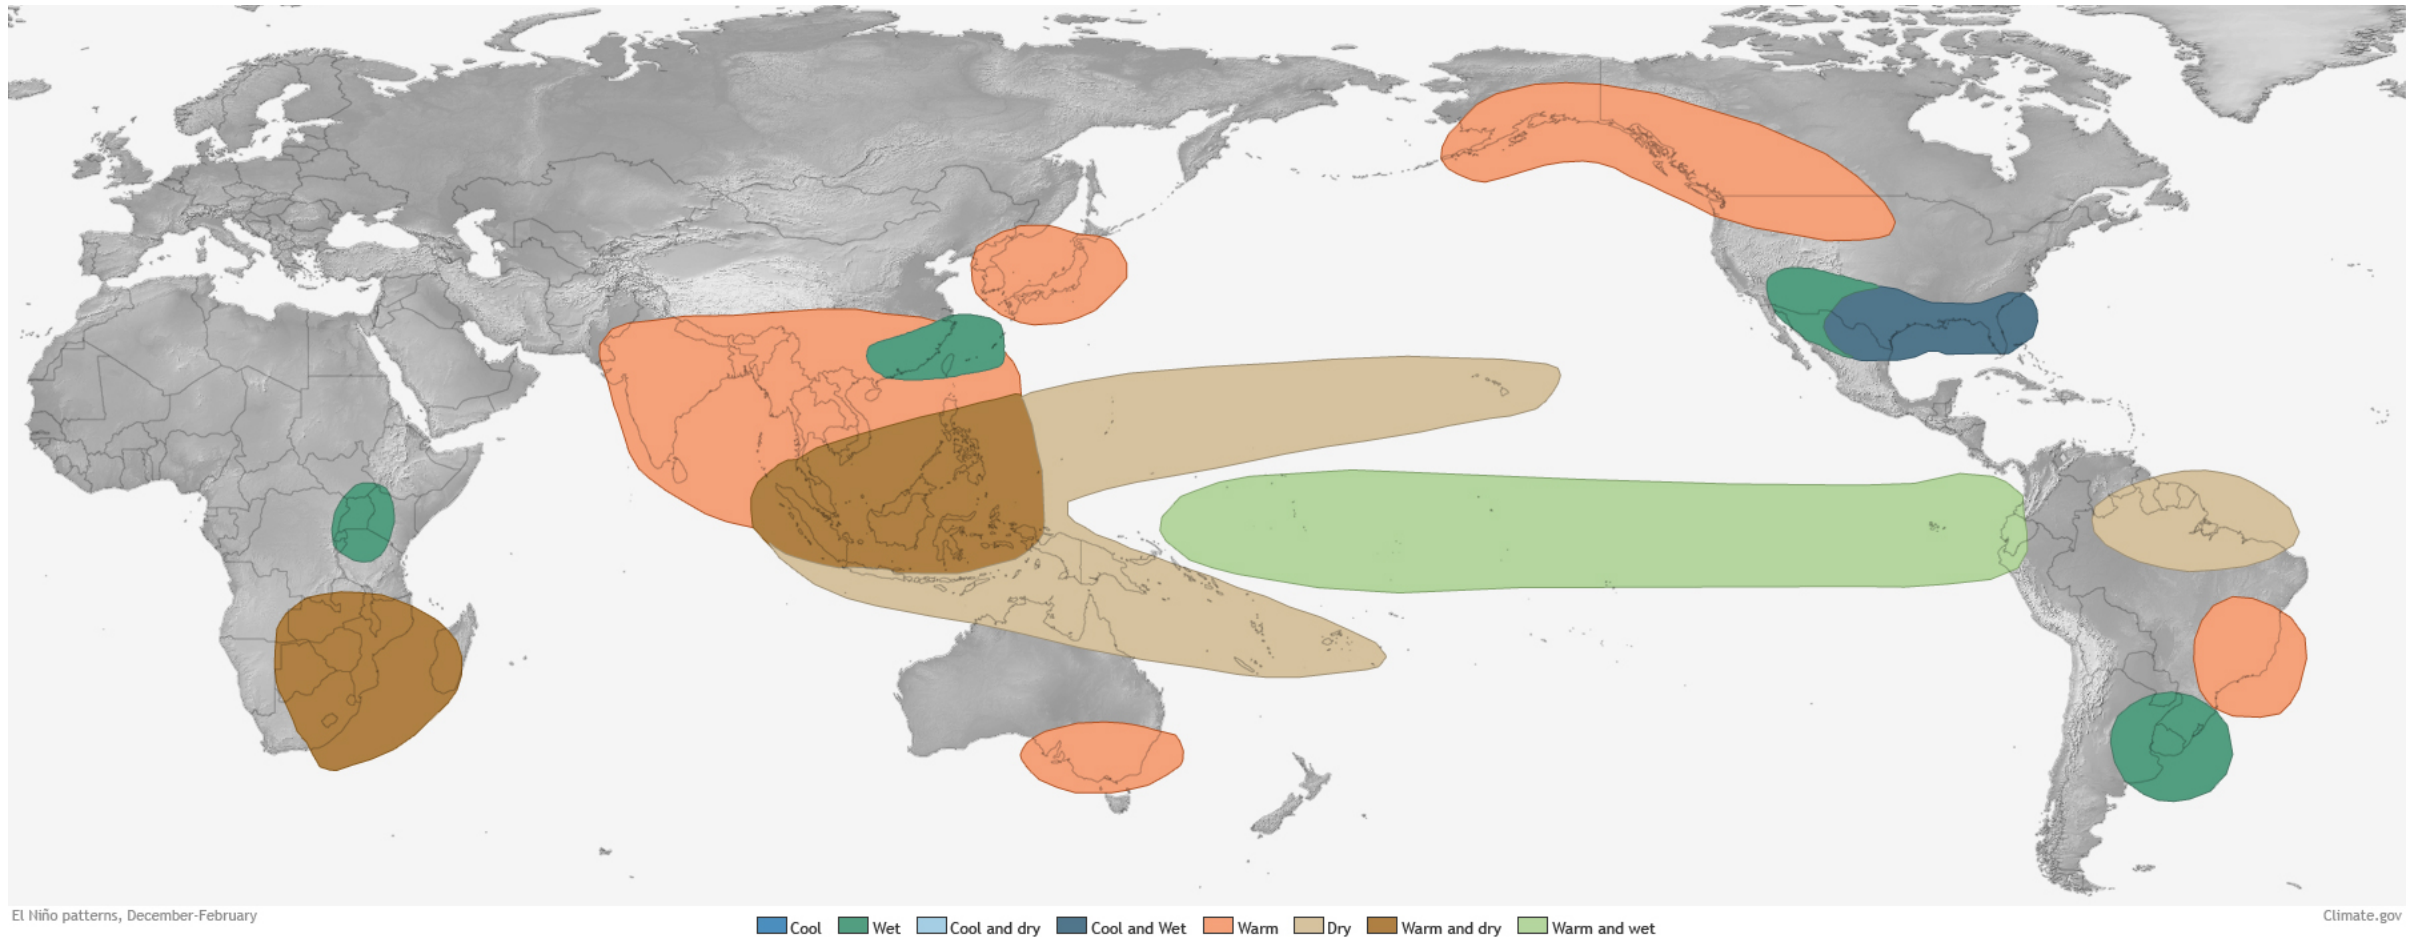 El Niño patterns, December-February
Climate.gov
Cool
Wet
Cool and dry
Cool and Wet
Warm
Dry
Warm and dry
Warm and wet